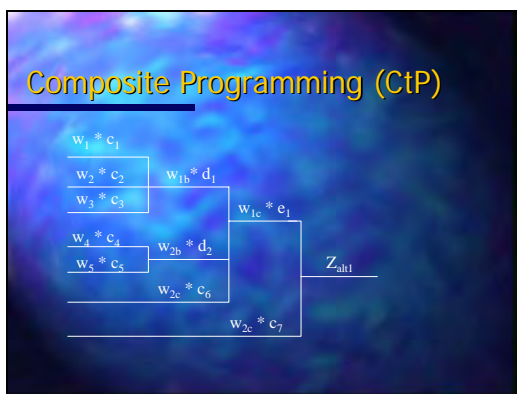 Composite Programming (CtP)
w₁ * c₁
w₂ * c₂ w₁b* d₁
w₃ * c₃
w₁c * e₁
w₄ * c₄
w₂b * d₂
w₅ * c₅
Zalt1
w₂c * c₆
w₂c * c₇